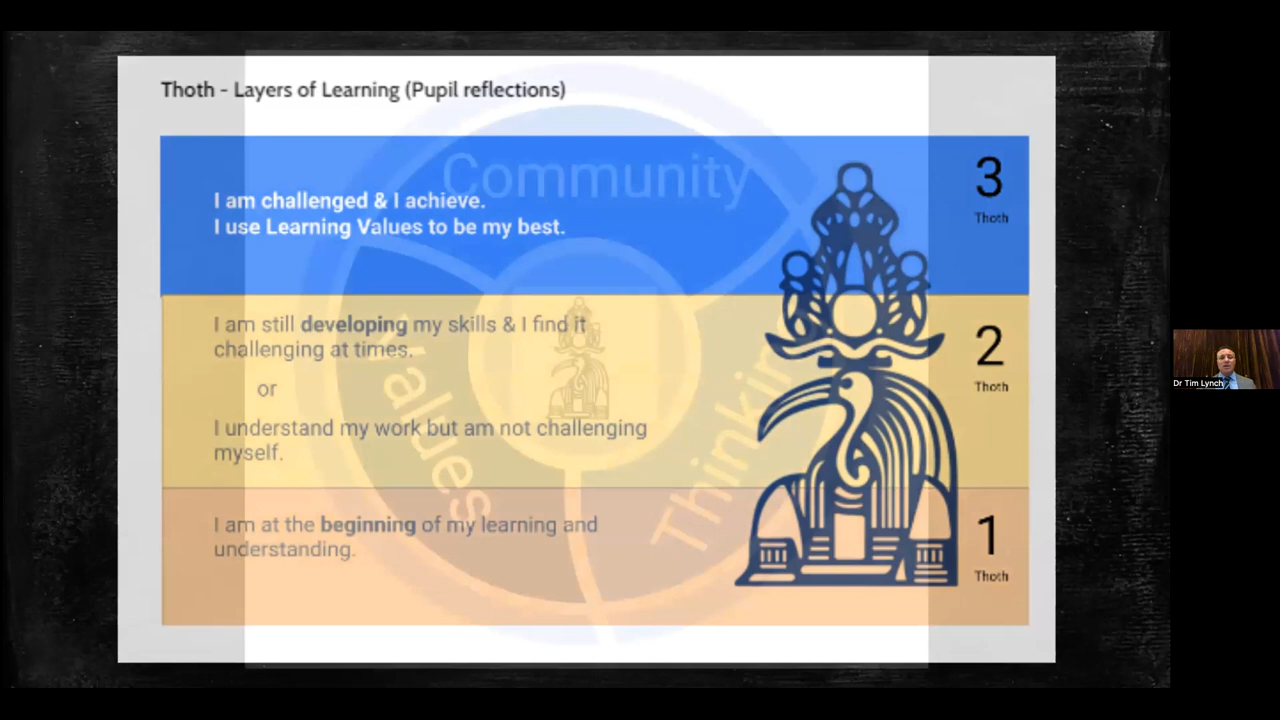 Thoth - Layers of Learning (Pupil reflections)
Community
I am challenged & I achieve.
I use Learning Values to be my best.
3
Thoth
I am still developing my skills & I find it
challenging at times.
or
I understand my work but am not challenging
myself.
2
Thoth
Values
Thinkin
I am at the beginning of my learning and
understanding.
1
Thoth
Dr Tim Lynch